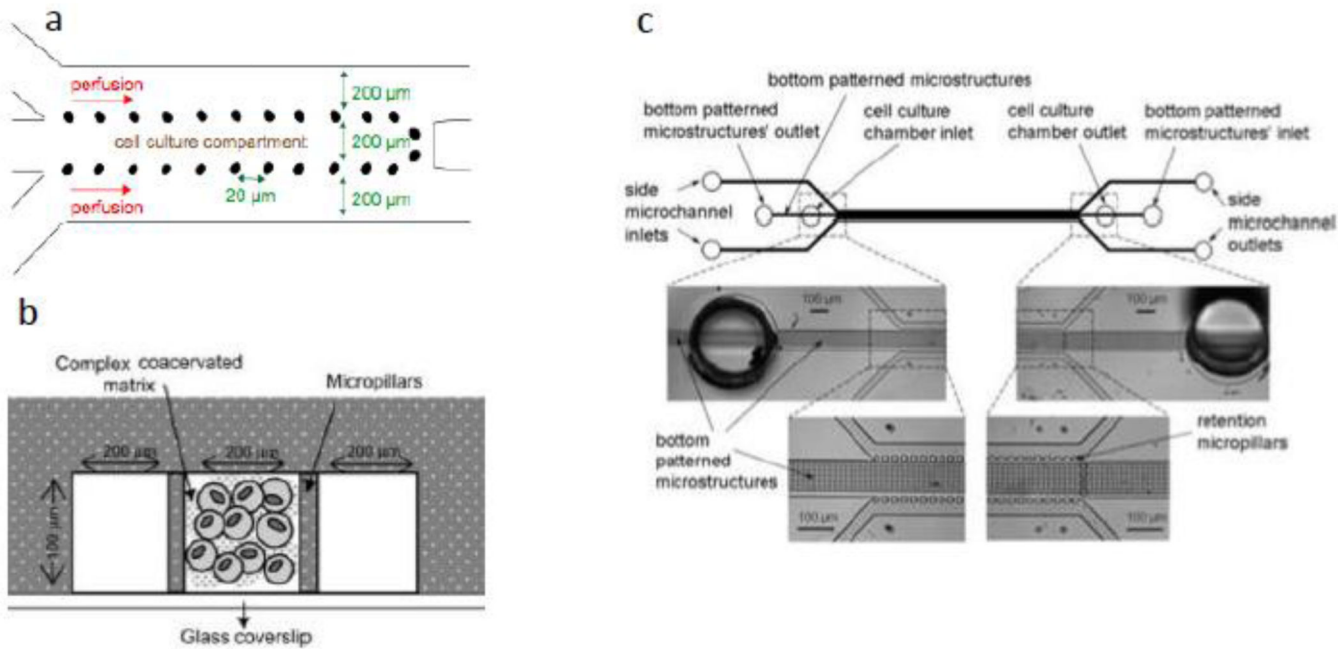 a
perfusion
200 µm
cell culture compartment
200 µm
20 µm
200 µm
perfusion
b
Complex coacervated
matrix
Micropillars
200 µm
200 µm
200 µm
100 µm
Glass coverslip
c
bottom patterned microstructures
bottom patterned
microstructures' outlet
cell culture
chamber inlet
cell culture
chamber outlet
bottom patterned
microstructures' inlet
side
microchannel
inlets
side
microchannel
outlets
100 µm
100 µm
bottom
patterned
microstructures
retention
micropillars
100 µm
100 µm